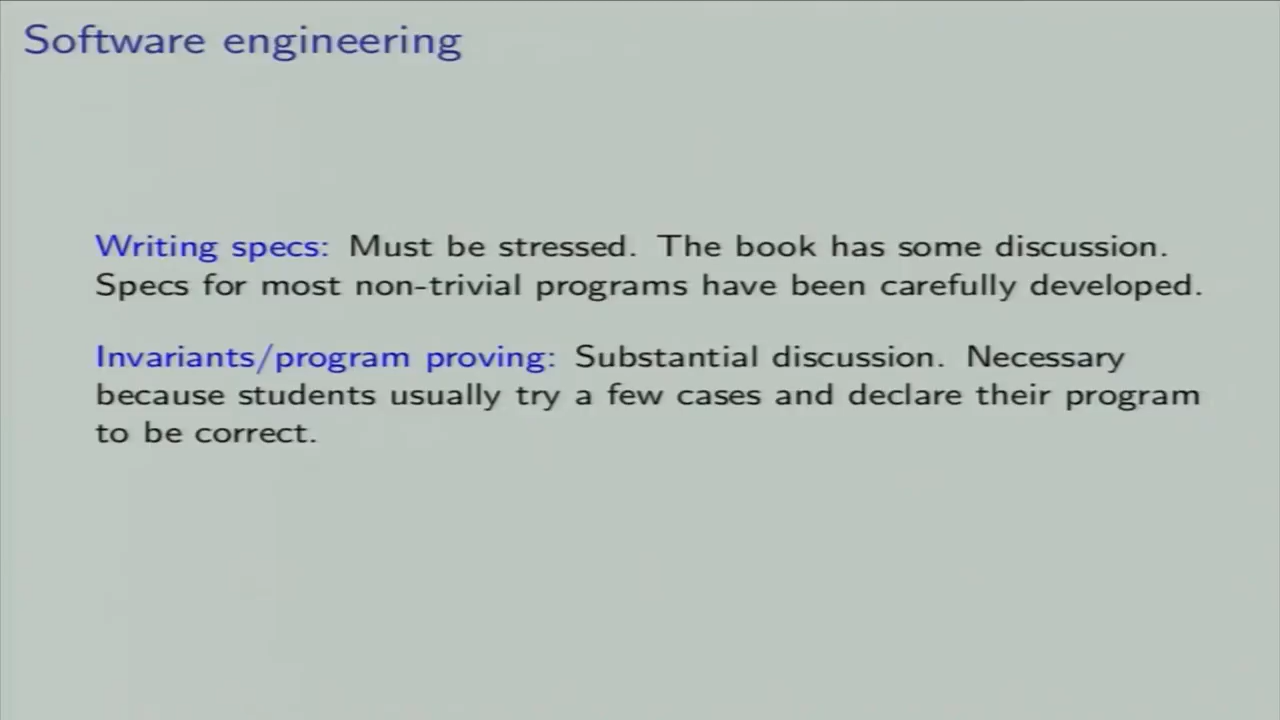 Software engineering
Writing specs: Must be stressed. The book has some discussion.
Specs for most non-trivial programs have been carefully developed.
Invariants/program proving: Substantial discussion. Necessary
because students usually try a few cases and declare their program
to be correct.